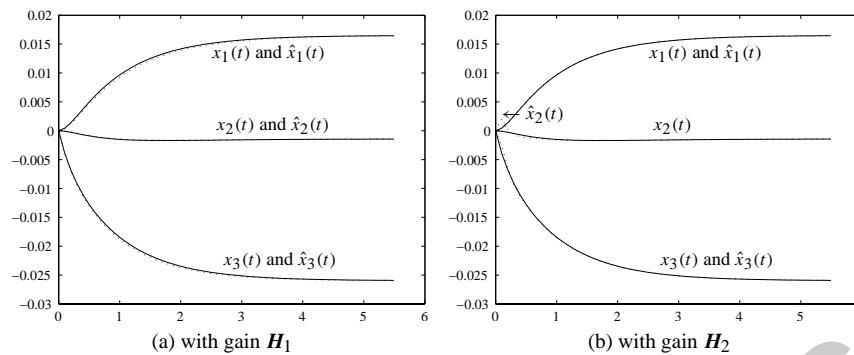 0.02
0.015
0.01
0.005
0
−0.005
−0.01
−0.015
−0.02
−0.025
−0.03
0 1 2 3 4 5 6
x₁(t) and x̂₁(t)
x₂(t) and x̂₂(t)
x₃(t) and x̂₃(t)
(a) with gain H₁
0.02
0.015
0.01
0.005
0
−0.005
−0.01
−0.015
−0.02
−0.025
−0.03
0 1 2 3 4 5
x₁(t) and x̂₁(t)
← x̂₂(t)
x₂(t)
x₃(t) and x̂₃(t)
(b) with gain H₂